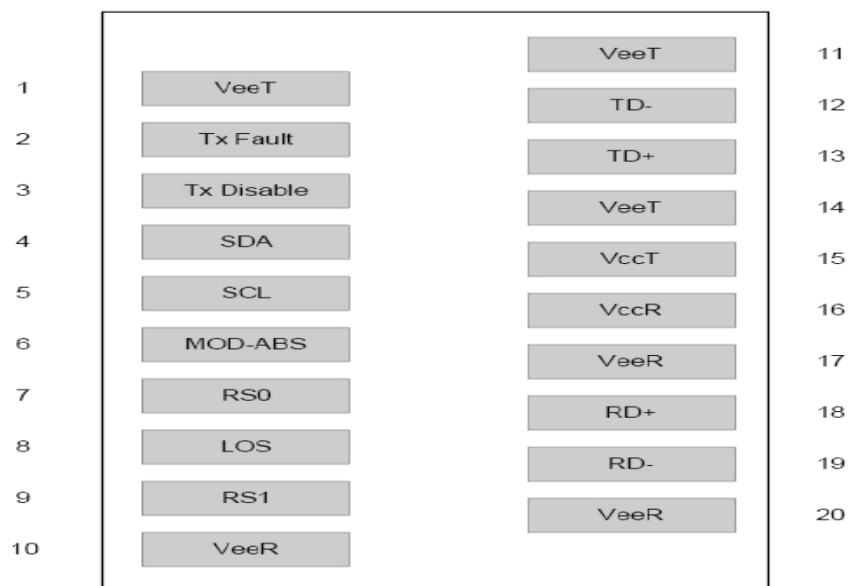 1 VeeT
2 Tx Fault
3 Tx Disable
4 SDA
5 SCL
6 MOD-ABS
7 RS0
8 LOS
9 RS1
10 VeeR
VeeT 11
TD- 12
TD+ 13
VeeT 14
VccT 15
VccR 16
VeeR 17
RD+ 18
RD- 19
VeeR 20